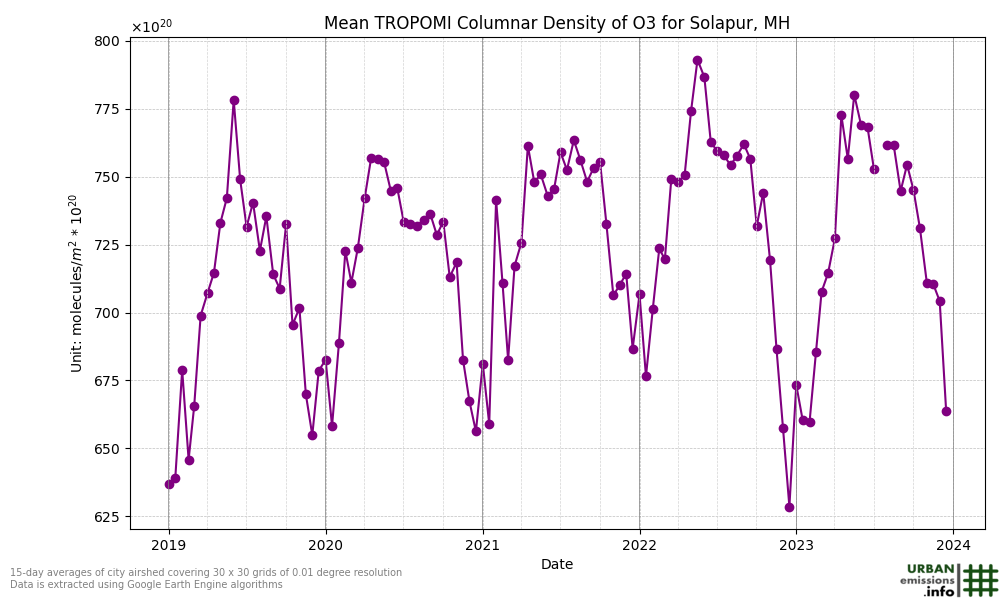 Mean TROPOMI Columnar Density of O3 for Solapur, MH
×10²⁰
800
775
750
725
700
675
650
625
Unit: molecules/m² * 10²⁰
2019
2020
2021
2022
2023
2024
Date
15-day averages of city airshed covering 30 x 30 grids of 0.01 degree resolution
Data is extracted using Google Earth Engine algorithms
URBAN
emissions
.info